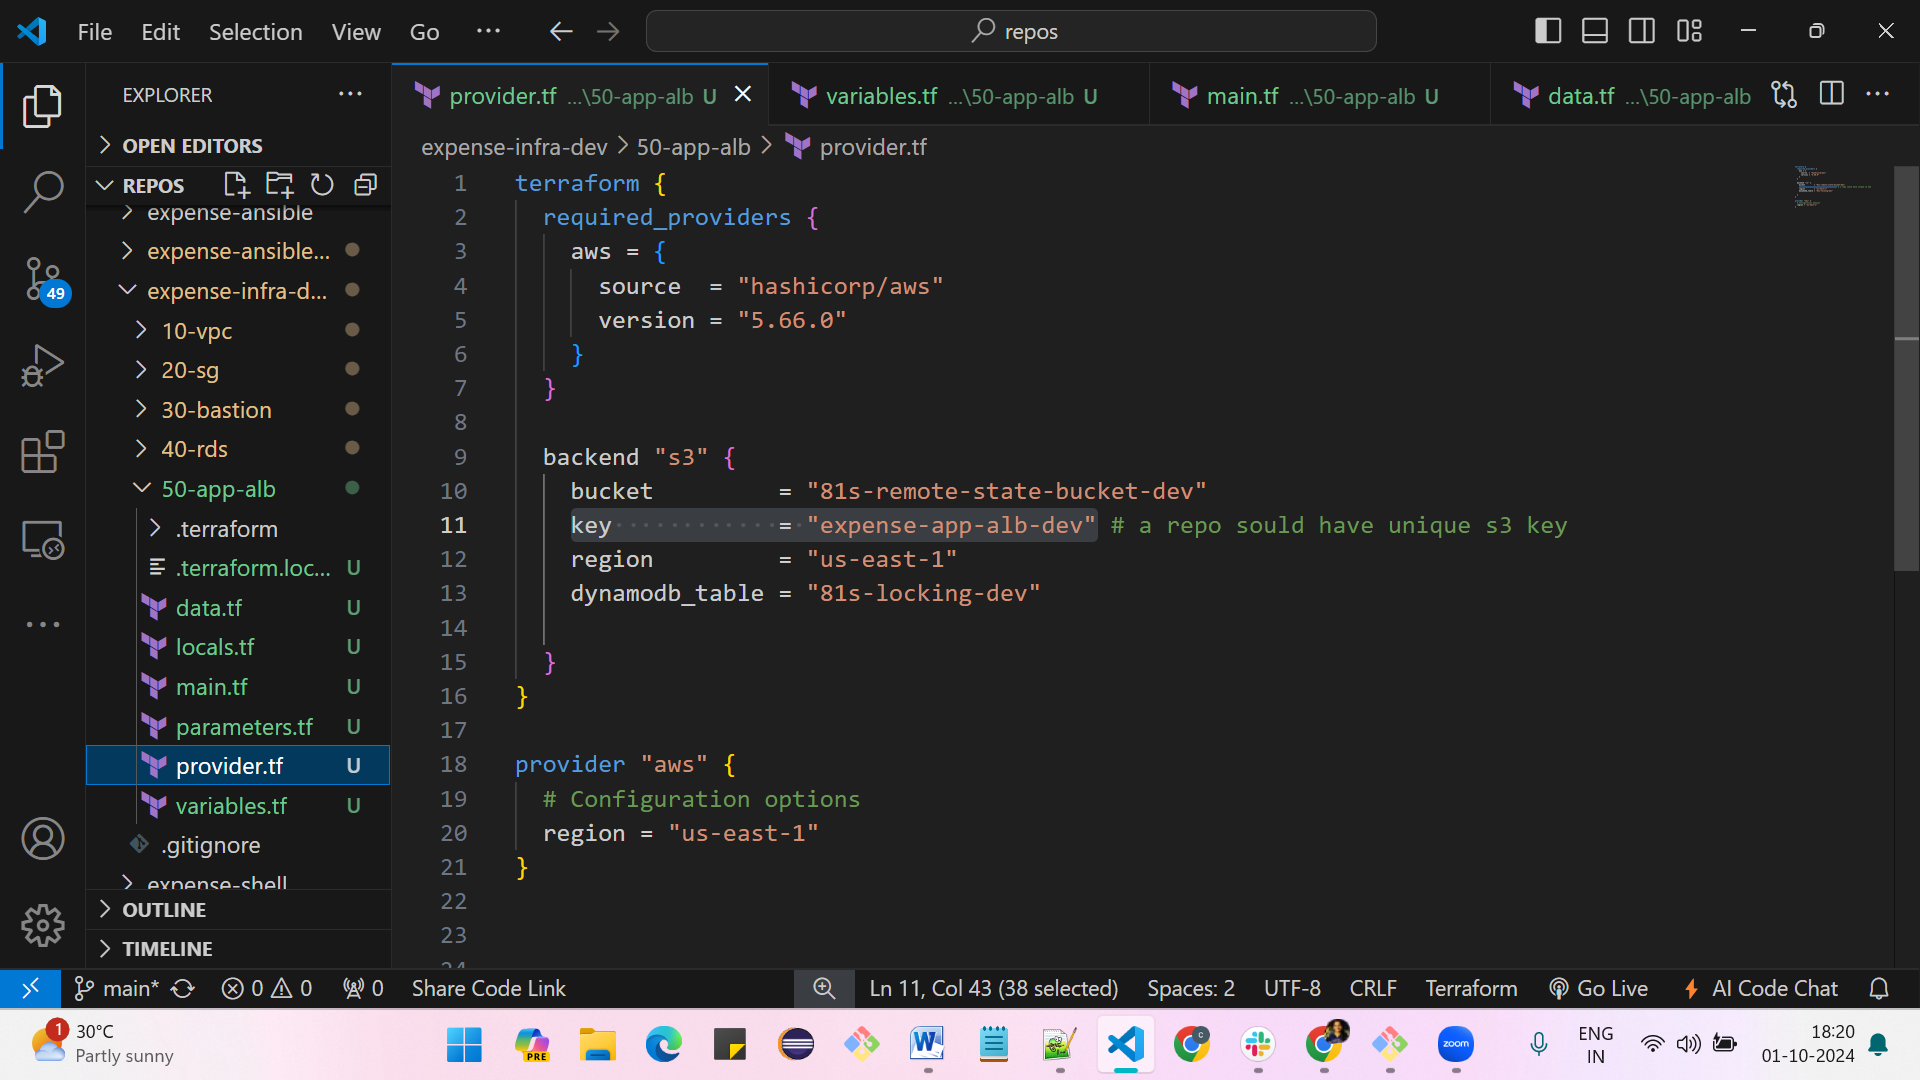 File Edit Selection View Go ... repos
EXPLORER ...
OPEN EDITORS
REPOS
expense-ansible
expense-ansible...
expense-infra-d...
10-vpc
20-sg
30-bastion
40-rds
50-app-alb
.terraform
.terraform.loc... U
data.tf U
locals.tf U
main.tf U
parameters.tf U
provider.tf U
variables.tf U
.gitignore
expense-shell
OUTLINE
TIMELINE
49
provider.tf ...\50-app-alb U variables.tf ...\50-app-alb U main.tf ...\50-app-alb U data.tf ...\50-app-alb
expense-infra-dev > 50-app-alb > provider.tf
1 terraform {
2 required_providers {
3 aws = {
4 source  = "hashicorp/aws"
5 version = "5.66.0"
6 }
7 }
8
9 backend "s3" {
10 bucket         = "81s-remote-state-bucket-dev"
11 key            = "expense-app-alb-dev" # a repo sould have unique s3 key
12 region         = "us-east-1"
13 dynamodb_table = "81s-locking-dev"
14
15 }
16 }
17
18 provider "aws" {
19 # Configuration options
20 region = "us-east-1"
21 }
22
23
24
main* 0 0 0 Share Code Link Ln 11, Col 43 (38 selected) Spaces: 2 UTF-8 CRLF Terraform Go Live AI Code Chat
1 30°C
Partly sunny
PRE
W
c
zoom
ENG
IN
18:20
01-10-2024